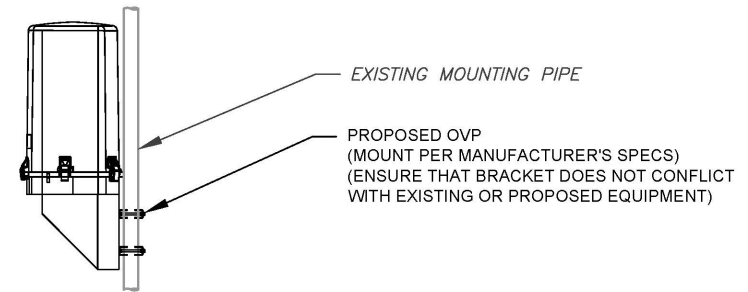 EXISTING MOUNTING PIPE
PROPOSED OVP
(MOUNT PER MANUFACTURER'S SPECS)
(ENSURE THAT BRACKET DOES NOT CONFLICT
WITH EXISTING OR PROPOSED EQUIPMENT)